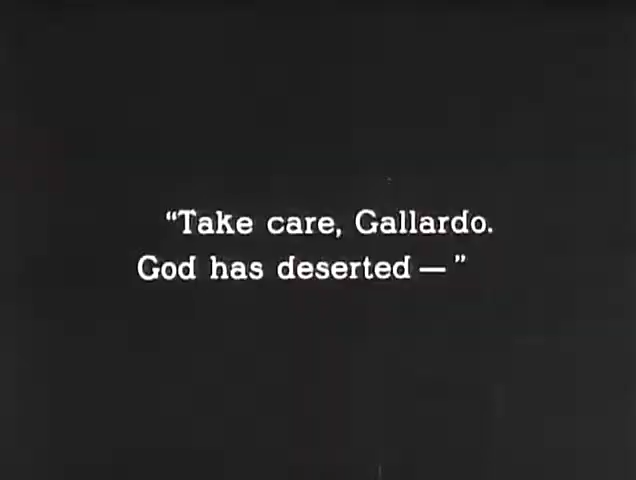 “Take care, Gallardo.
God has deserted — ”